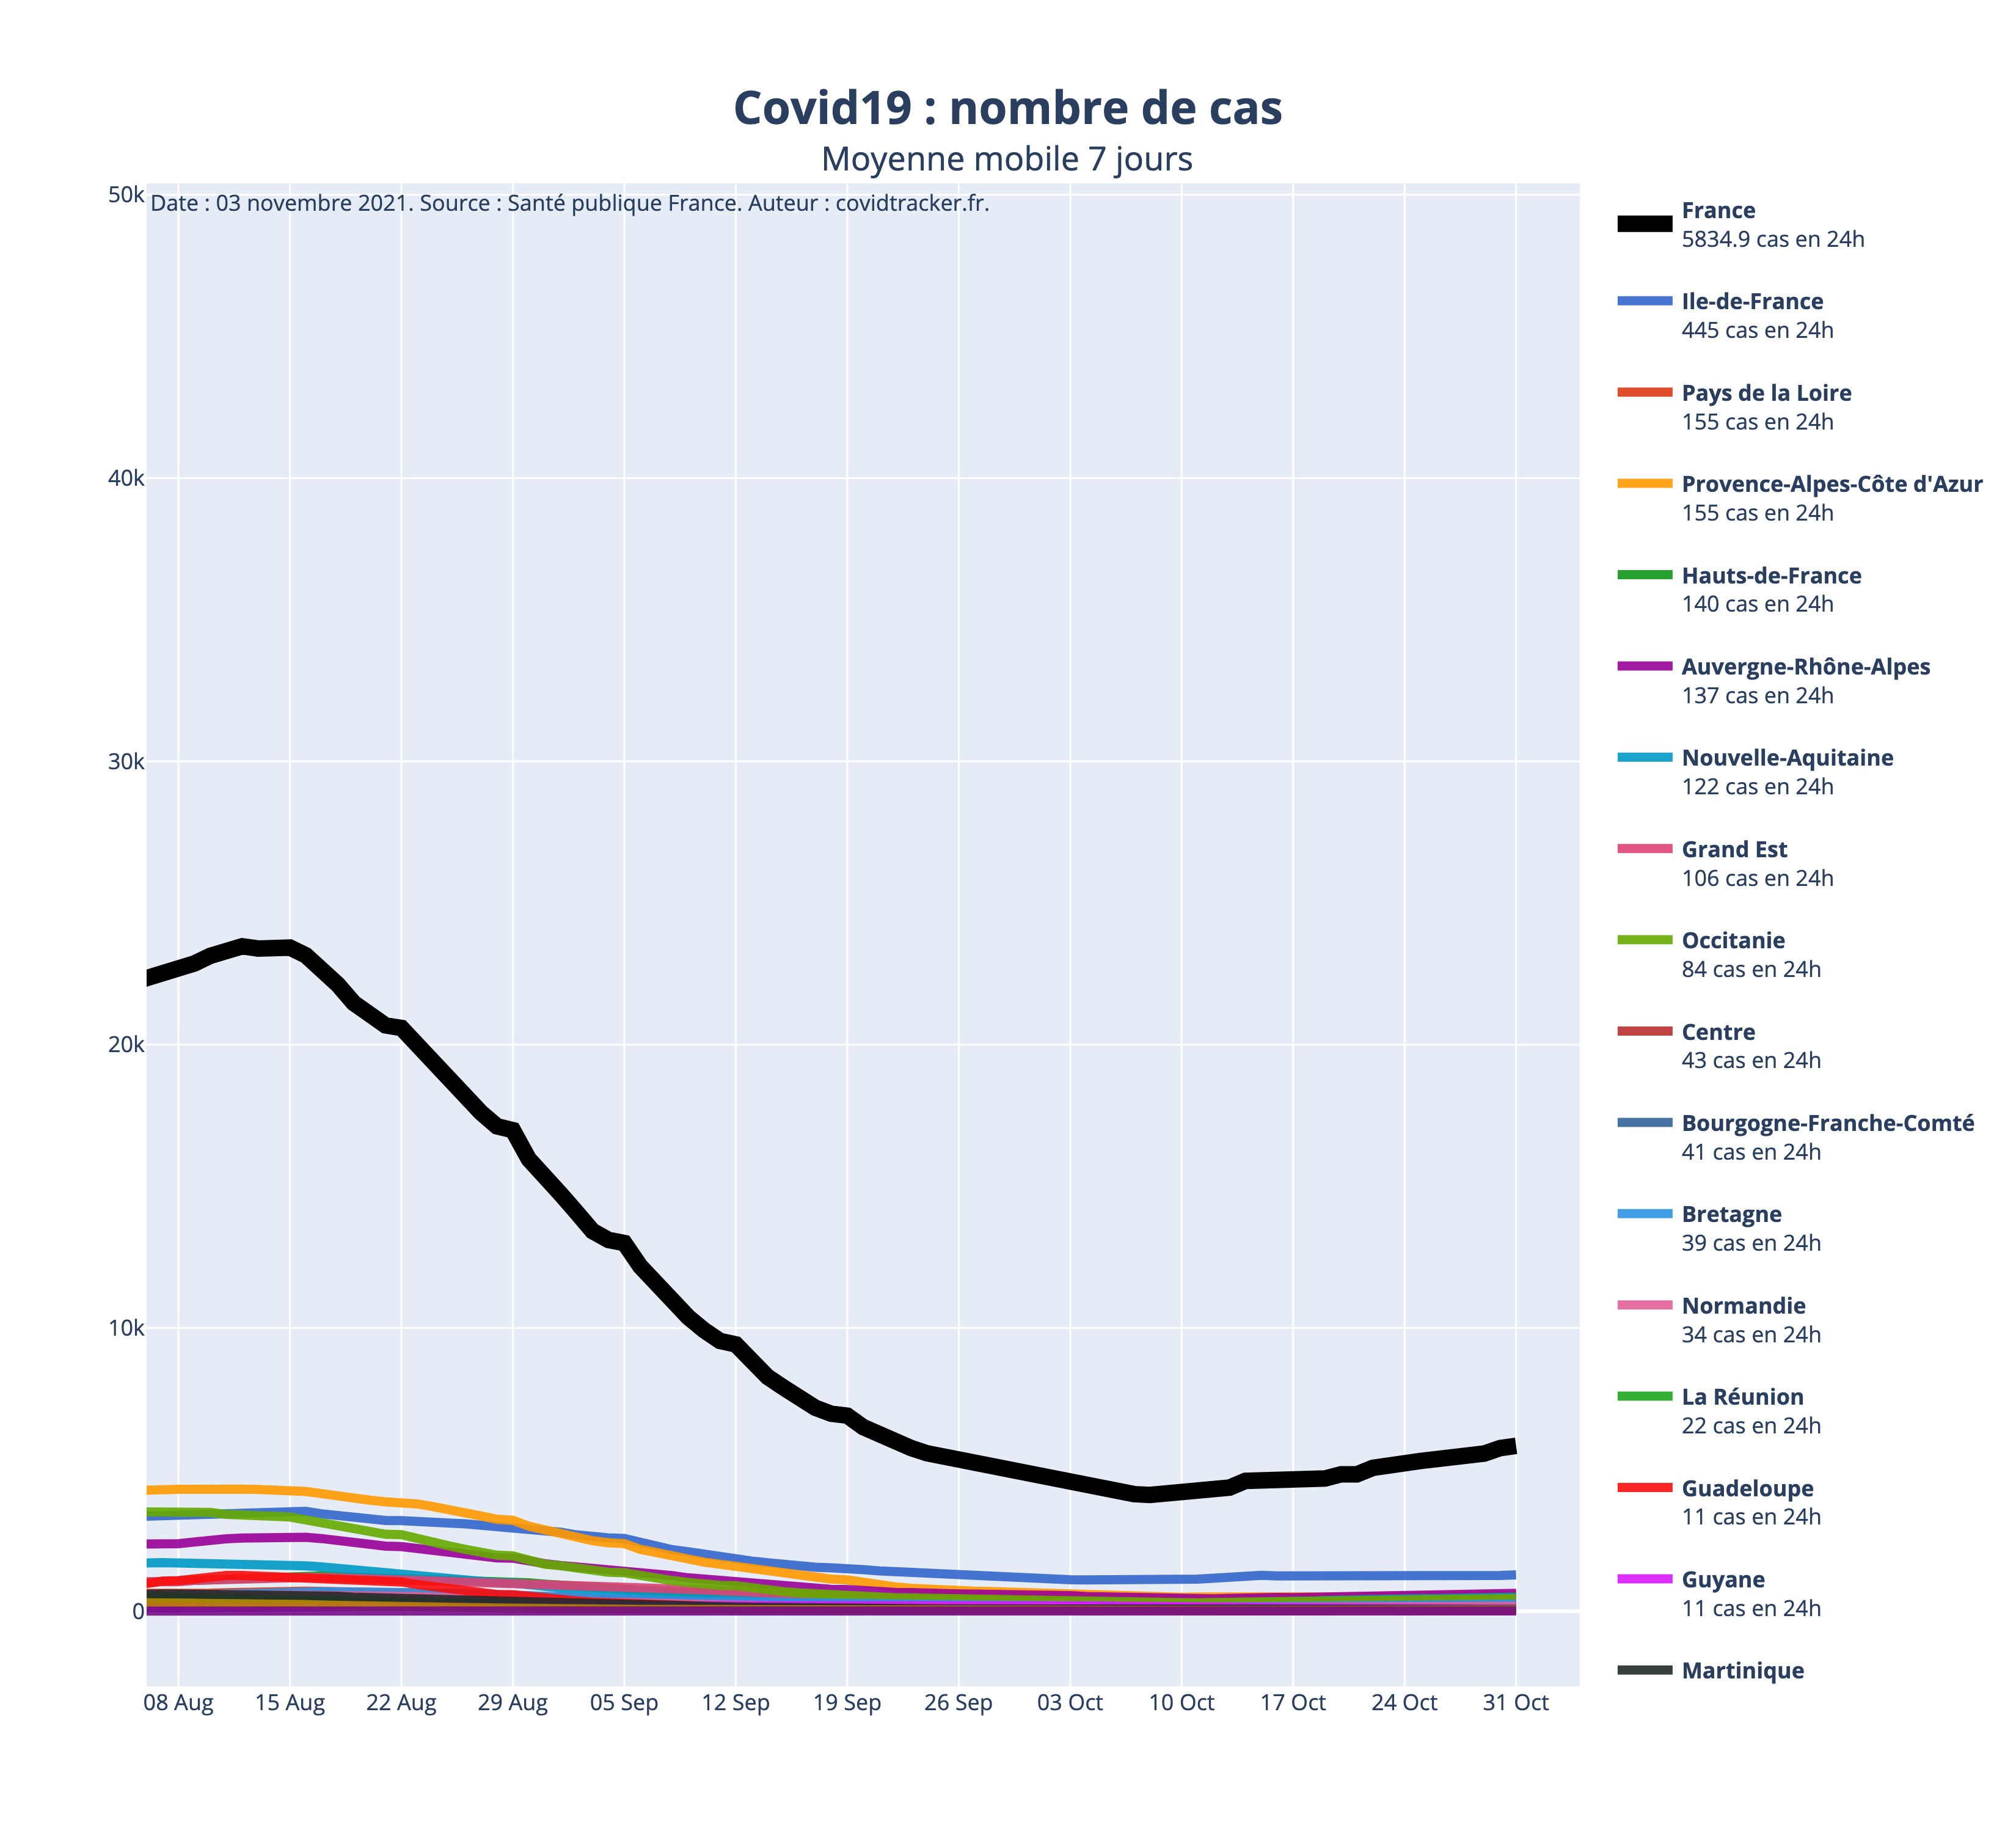 Covid19 : nombre de cas
Moyenne mobile 7 jours
Date : 03 novembre 2021. Source : Santé publique France. Auteur : covidtracker.fr.
50k
40k
30k
20k
10k
0
08 Aug
15 Aug
22 Aug
29 Aug
05 Sep
12 Sep
19 Sep
26 Sep
03 Oct
10 Oct
17 Oct
24 Oct
31 Oct
France
5834.9 cas en 24h
Ile-de-France
445 cas en 24h
Pays de la Loire
155 cas en 24h
Provence-Alpes-Côte d'Azur
155 cas en 24h
Hauts-de-France
140 cas en 24h
Auvergne-Rhône-Alpes
137 cas en 24h
Nouvelle-Aquitaine
122 cas en 24h
Grand Est
106 cas en 24h
Occitanie
84 cas en 24h
Centre
43 cas en 24h
Bourgogne-Franche-Comté
41 cas en 24h
Bretagne
39 cas en 24h
Normandie
34 cas en 24h
La Réunion
22 cas en 24h
Guadeloupe
11 cas en 24h
Guyane
11 cas en 24h
Martinique